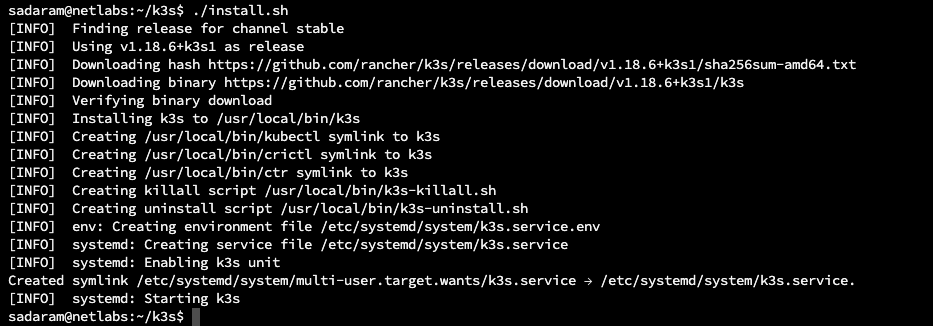 sadaram@netlabs:~/k3s$ ./install.sh
[INFO]  Finding release for channel stable
[INFO]  Using v1.18.6+k3s1 as release
[INFO]  Downloading hash https://github.com/rancher/k3s/releases/download/v1.18.6+k3s1/sha256sum-amd64.txt
[INFO]  Downloading binary https://github.com/rancher/k3s/releases/download/v1.18.6+k3s1/k3s
[INFO]  Verifying binary download
[INFO]  Installing k3s to /usr/local/bin/k3s
[INFO]  Creating /usr/local/bin/kubectl symlink to k3s
[INFO]  Creating /usr/local/bin/crictl symlink to k3s
[INFO]  Creating /usr/local/bin/ctr symlink to k3s
[INFO]  Creating killall script /usr/local/bin/k3s-killall.sh
[INFO]  Creating uninstall script /usr/local/bin/k3s-uninstall.sh
[INFO]  env: Creating environment file /etc/systemd/system/k3s.service.env
[INFO]  systemd: Creating service file /etc/systemd/system/k3s.service
[INFO]  systemd: Enabling k3s unit
Created symlink /etc/systemd/system/multi-user.target.wants/k3s.service → /etc/systemd/system/k3s.service.
[INFO]  systemd: Starting k3s
sadaram@netlabs:~/k3s$